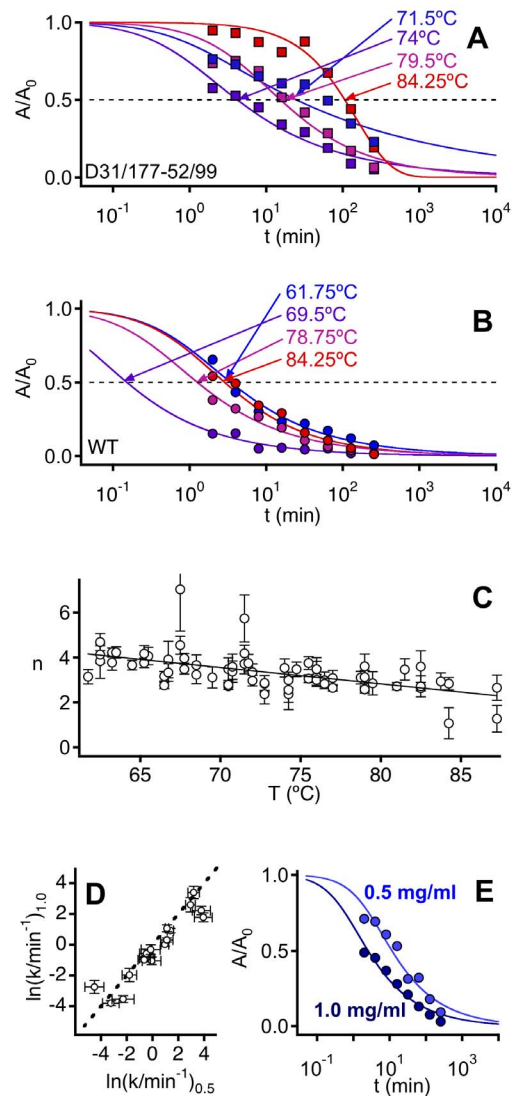 1.0
0.5
0.0
A/A₀
71.5ºC
74ºC
79.5ºC
84.25ºC
A
D31/177-52/99
10⁻¹ 10⁰ 10¹ 10² 10³ 10⁴
t (min)
1.0
0.5
0.0
A/A₀
61.75ºC
69.5ºC
78.75ºC
84.25ºC
B
WT
10⁻¹ 10⁰ 10¹ 10² 10³ 10⁴
t (min)
C
6
4
2
0
n
65 70 75 80 85
T (ºC)
D
4
2
0
-2
-4
ln(k/min⁻¹)₁.₀
-4 -2 0 2 4
ln(k/min⁻¹)₀.₅
E
1.0
0.5
0.0
A/A₀
0.5 mg/ml
1.0 mg/ml
10⁻¹ 10¹ 10³
t (min)